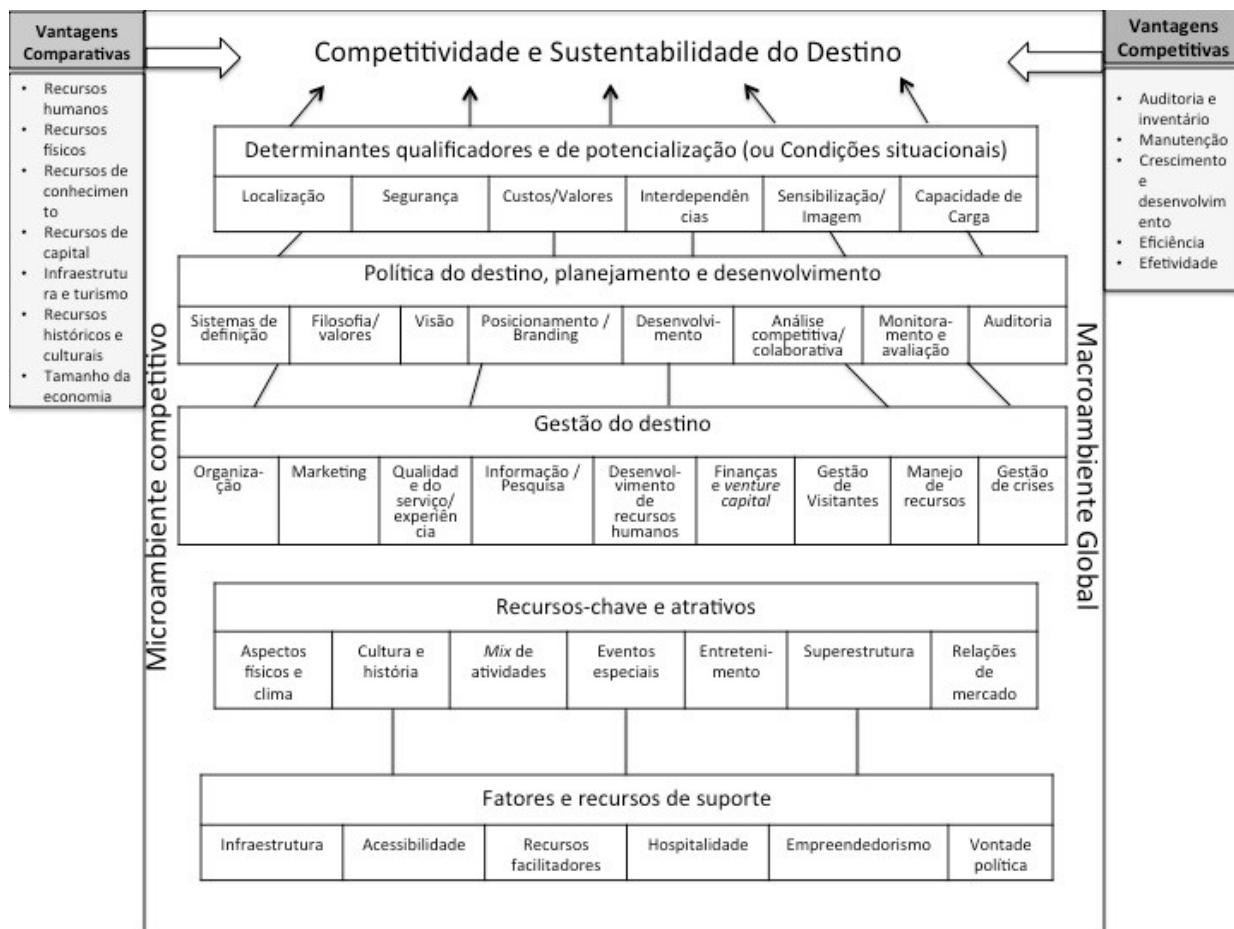 Vantagens
Comparativas
• Recursos
humanos
• Recursos
físicos
• Recursos de
conhecimen
to
• Recursos de
capital
• Infraestrutu
ra e turismo
• Recursos
históricos e
culturais
• Tamanho da
economia
Competitividade e Sustentabilidade do Destino
Vantagens
Competitivas
• Auditoria e
inventário
• Manutenção
• Crescimento
e
desenvolvim
ento
• Eficiência
• Efetividade
Microambiente competitivo
Macroambiente Global
Determinantes qualificadores e de potencialização (ou Condições situacionais)
Localização
Segurança
Custos/Valores
Interdependên
cias
Sensibilização/
Imagem
Capacidade de
Carga
Política do destino, planejamento e desenvolvimento
Sistemas de
definição
Filosofia/
valores
Visão
Posicionamento /
Branding
Desenvolvi-
mento
Análise
competitiva/
colaborativa
Monitora-
mento e
avaliação
Auditoria
Gestão do destino
Organiza-
ção
Marketing
Qualidad
e do
serviço/
experiên
cia
Informação /
Pesquisa
Desenvol-
vimento
de
recursos
humanos
Finanças
e venture
capital
Gestão
de
Visitantes
Manejo
de
recursos
Gestão
de crises
Recursos-chave e atrativos
Aspectos
físicos e
clima
Cultura e
história
Mix de
atividades
Eventos
especiais
Entreteni-
mento
Superestrutura
Relações
de
mercado
Fatores e recursos de suporte
Infraestrutura
Acessibilidade
Recursos
facilitadores
Hospitalidade
Empreendedorismo
Vontade
política